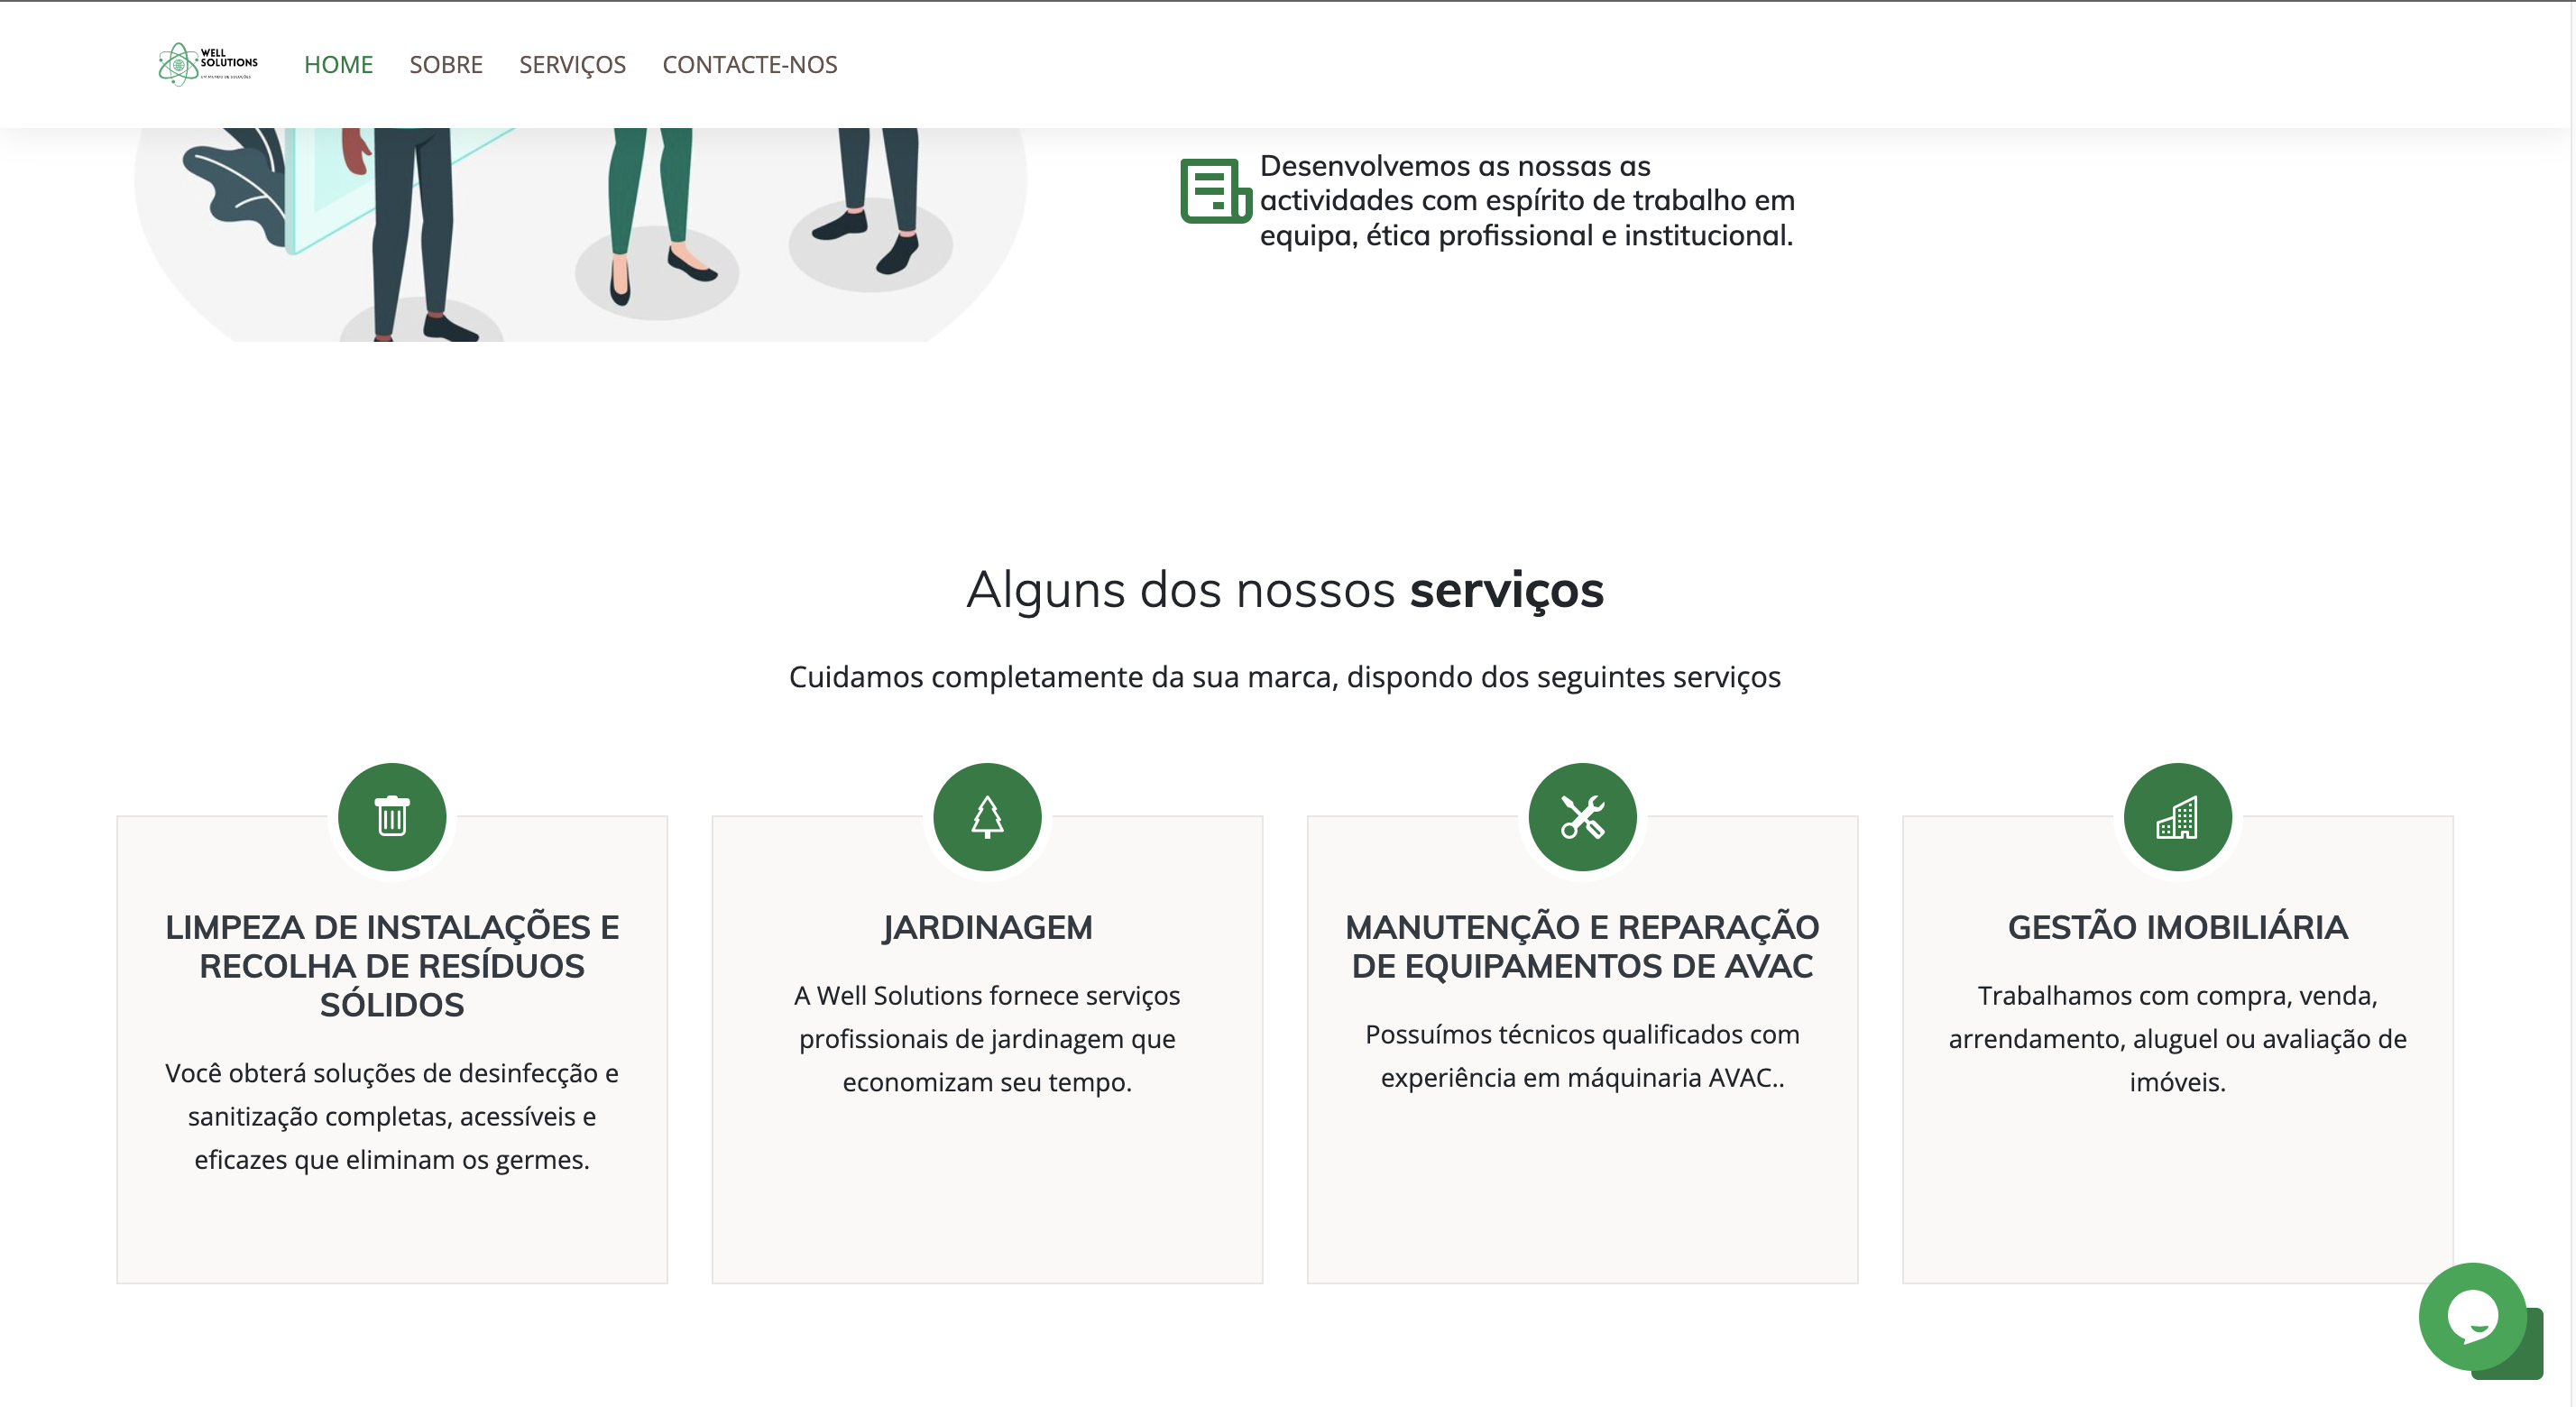 WELL
SOLUTIONS
UM MUNDO DE SOLUÇÕES
HOME SOBRE SERVIÇOS CONTACTE-NOS
Desenvolvemos as nossas as
actividades com espírito de trabalho em
equipa, ética profissional e institucional.
Alguns dos nossos serviços
Cuidamos completamente da sua marca, dispondo dos seguintes serviços
LIMPEZA DE INSTALAÇÕES E
RECOLHA DE RESÍDUOS
SÓLIDOS
Você obterá soluções de desinfecção e
sanitização completas, acessíveis e
eficazes que eliminam os germes.
JARDINAGEM
A Well Solutions fornece serviços
profissionais de jardinagem que
economizam seu tempo.
MANUTENÇÃO E REPARAÇÃO
DE EQUIPAMENTOS DE AVAC
Possuímos técnicos qualificados com
experiência em máquinaria AVAC..
GESTÃO IMOBILIÁRIA
Trabalhamos com compra, venda,
arrendamento, aluguel ou avaliação de
imóveis.